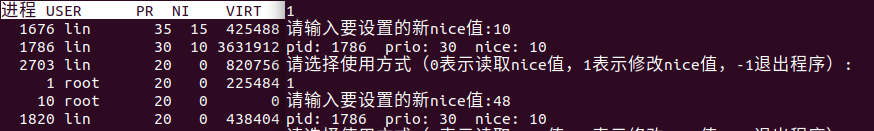 进程 USER PR NI VIRT 1
1676 lin 35 15 425488 请输入要设置的新nice值:10
1786 lin 30 10 3631912 pid: 1786 prio: 30 nice: 10
2703 lin 20 0 820756 请选择使用方式（0表示读取nice值，1表示修改nice值，-1退出程序）:
1 root 20 0 225484 1
10 root 20 0 0 请输入要设置的新nice值:48
1820 lin 20 0 438404 pid: 1786 prio: 30 nice: 10